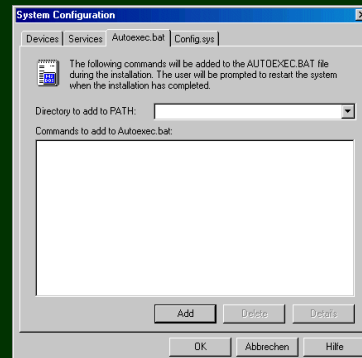 System Configuration
Devices
Services
Autoexec.bat
Config.sys
The following commands will be added to the AUTOEXEC.BAT file
during the installation. The user will be prompted to restart the system
when the installation has completed.
Directory to add to PATH:
Commands to add to Autoexec.bat:
Add
Delete
Details
OK
Abbrechen
Hilfe